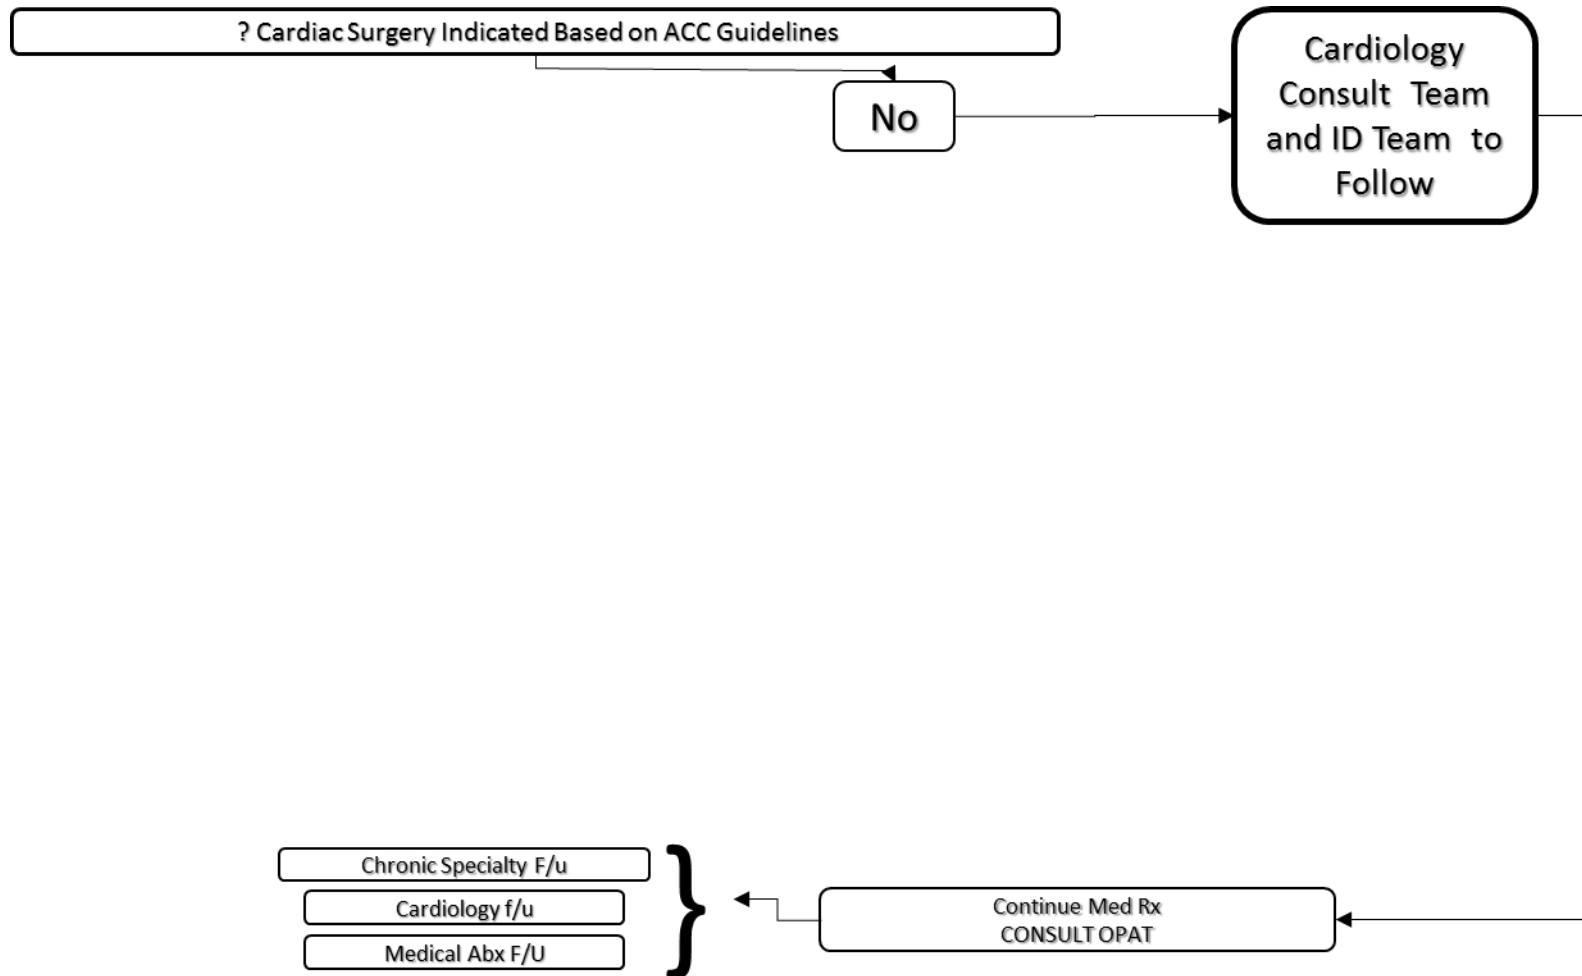 ? Cardiac Surgery Indicated Based on ACC Guidelines
No
Cardiology
Consult Team
and ID Team to
Follow
Chronic Specialty F/u
Cardiology f/u
Medical Abx F/U
Continue Med Rx
CONSULT OPAT